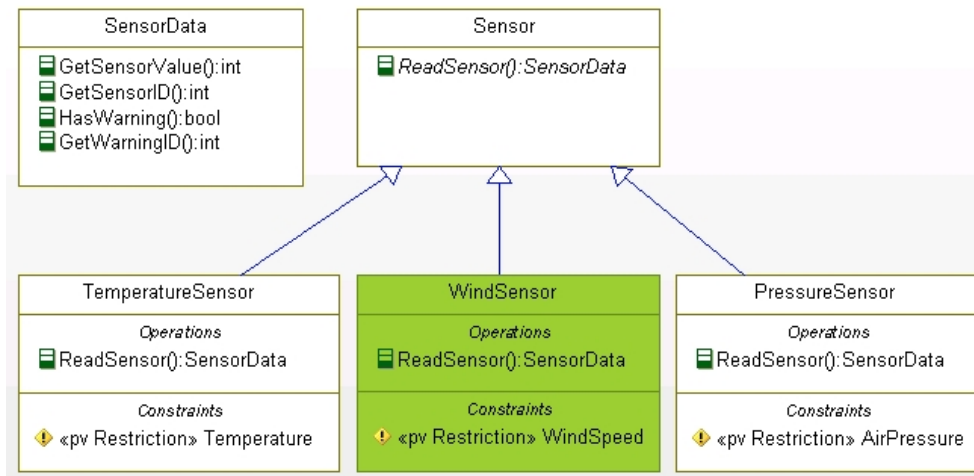 SensorData
GetSensorValue():int
GetSensorID():int
HasWarning():bool
GetWarningID():int
Sensor
ReadSensor():SensorData
TemperatureSensor
Operations
ReadSensor():SensorData
Constraints
«pv Restriction» Temperature
WindSensor
Operations
ReadSensor():SensorData
Constraints
«pv Restriction» WindSpeed
PressureSensor
Operations
ReadSensor():SensorData
Constraints
«pv Restriction» AirPressure